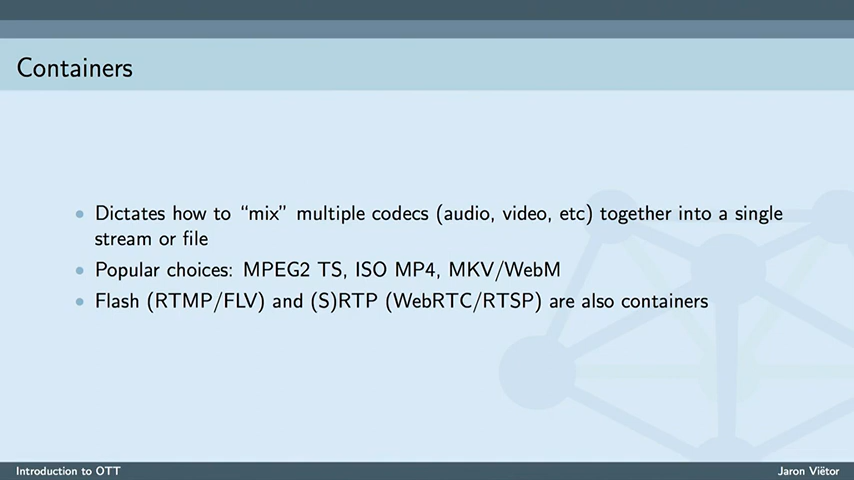 Containers
• Dictates how to “mix” multiple codecs (audio, video, etc) together into a single
stream or file
• Popular choices: MPEG2 TS, ISO MP4, MKV/WebM
• Flash (RTMP/FLV) and (S)RTP (WebRTC/RTSP) are also containers
Introduction to OTT
Jaron Viëtor